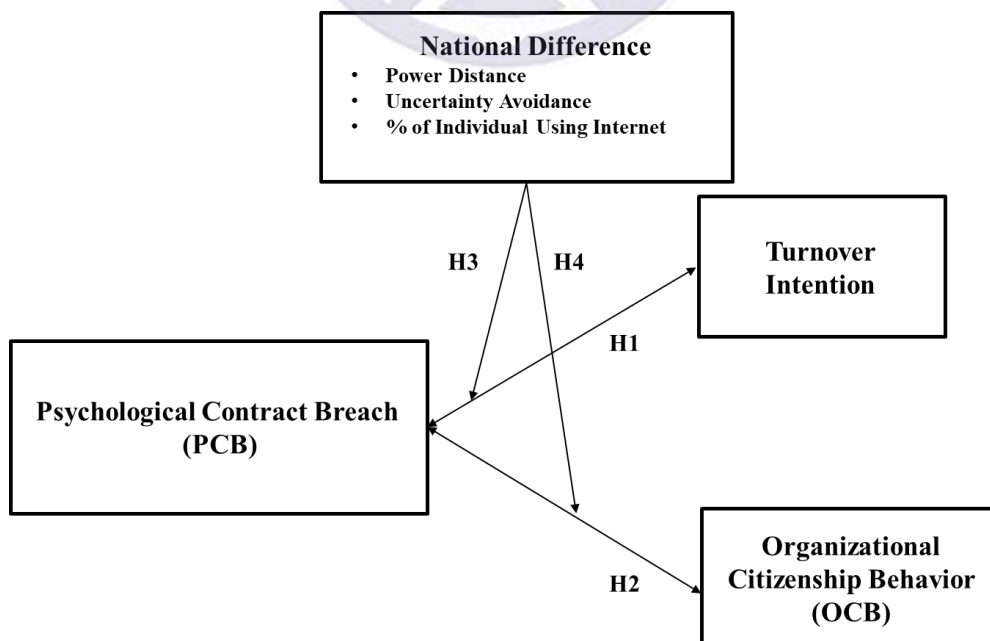 National Difference
• Power Distance
• Uncertainty Avoidance
• % of Individual Using Internet
H3
H4
Turnover
Intention
H1
Psychological Contract Breach
(PCB)
Organizational
Citizenship Behavior
(OCB)
H2